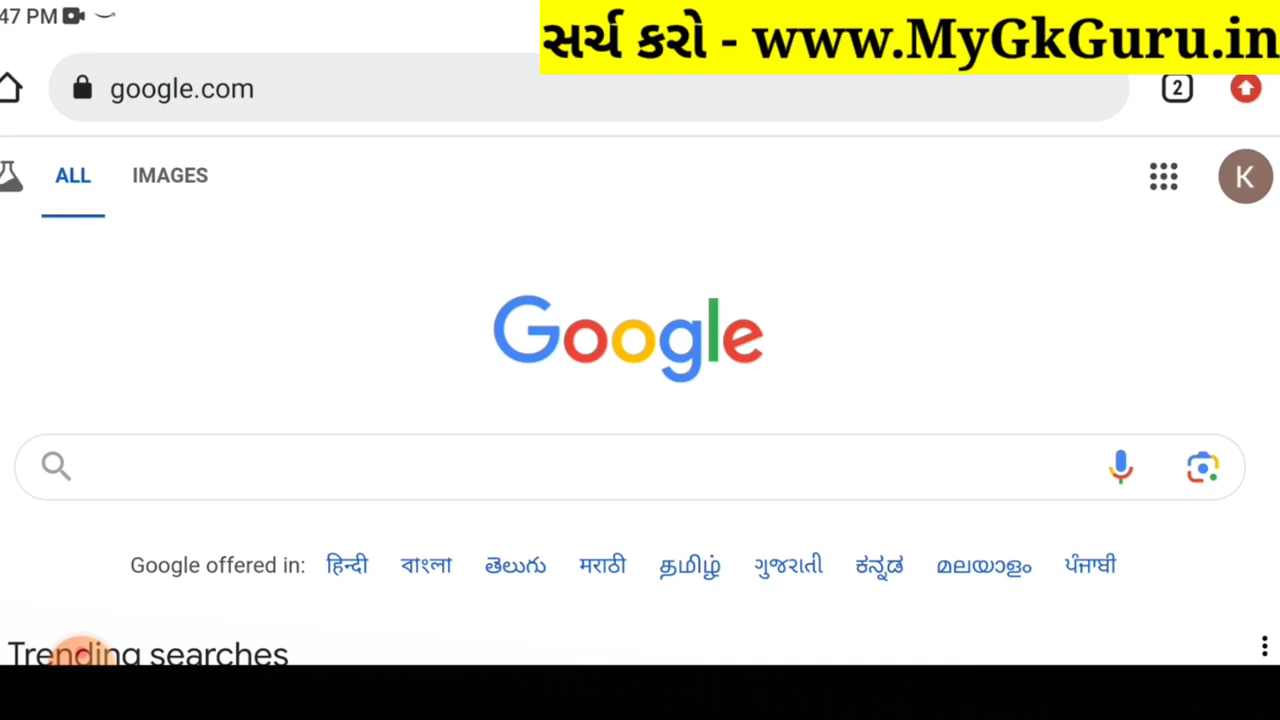 47 PM
સર્ચ કરો - www.MyGkGuru.in
google.com
2
ALL IMAGES
K
Google
Google offered in: हिन्दी বাংলা తెలుగు मराठी தமிழ் ગુજરાતી ಕನ್ನಡ മലയാളം ਪੰਜਾਬੀ
Trending searches